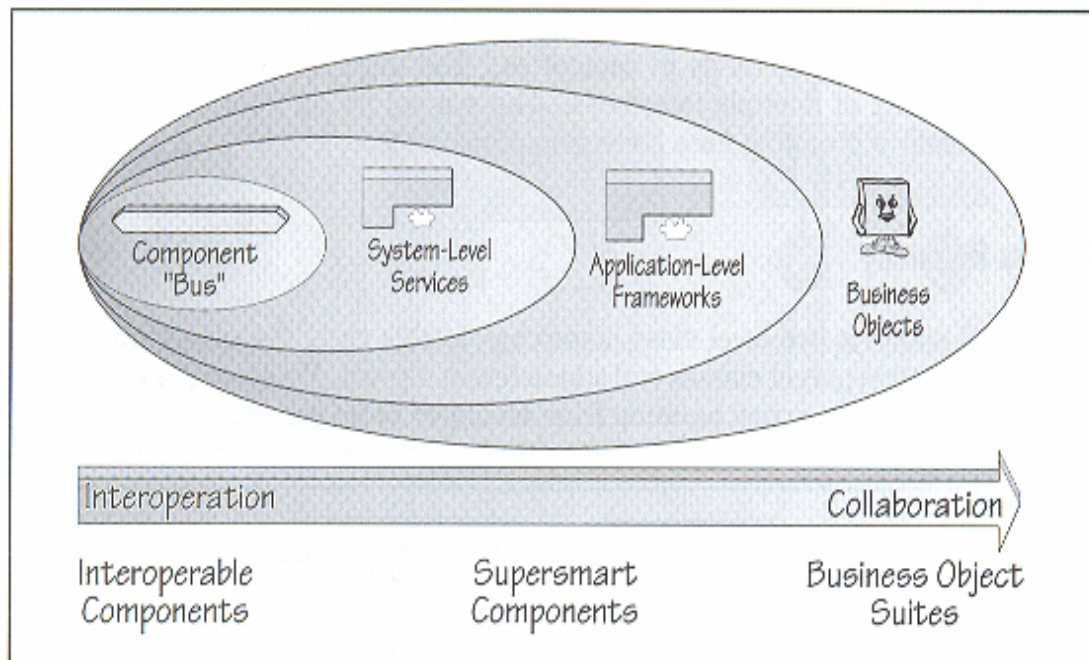 Component
"Bus"
System-Level
Services
Application-Level
Frameworks
Business
Objects
Interoperation
Collaboration
Interoperable
Components
Supersmart
Components
Business Object
Suites